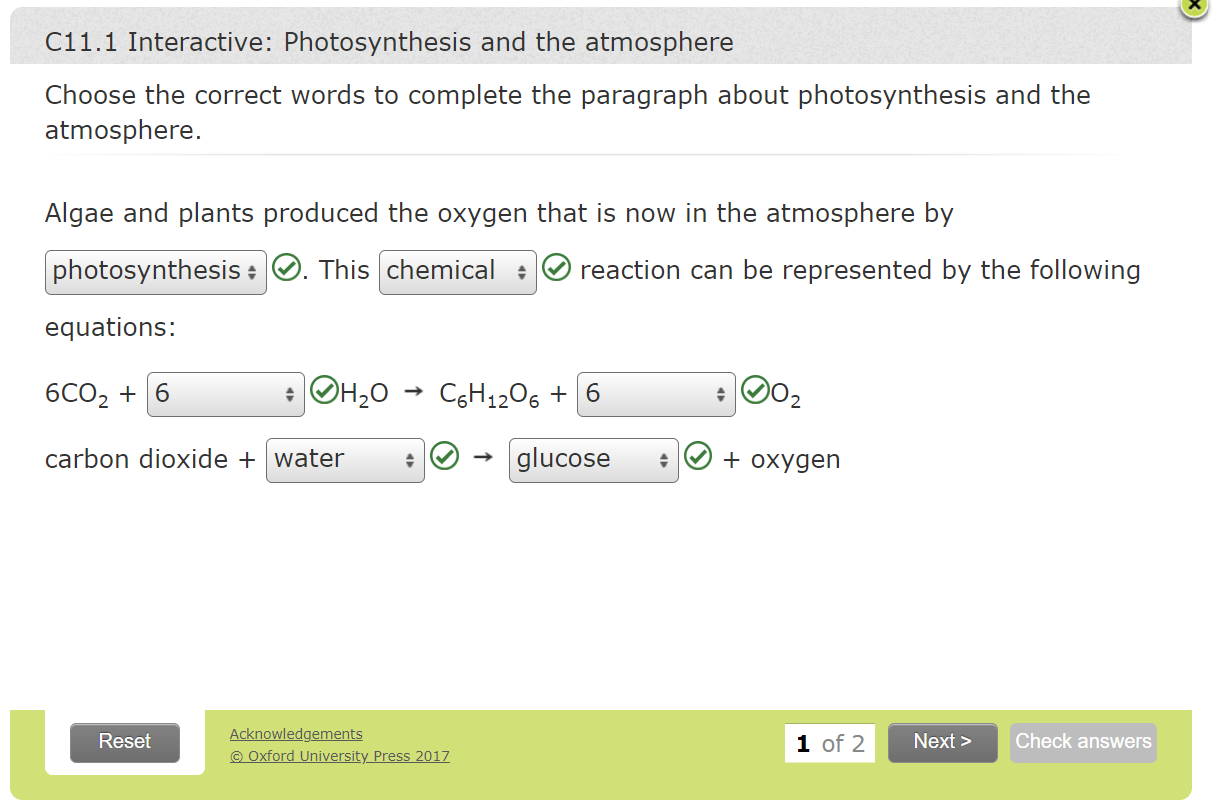 C11.1 Interactive: Photosynthesis and the atmosphere
Choose the correct words to complete the paragraph about photosynthesis and the
atmosphere.
Algae and plants produced the oxygen that is now in the atmosphere by
photosynthesis . This chemical reaction can be represented by the following
equations:
6CO₂ + 6 H₂O → C₆H₁₂O₆ + 6 O₂
carbon dioxide + water → glucose + oxygen
Reset
Acknowledgements
© Oxford University Press 2017
1 of 2
Next >
Check answers